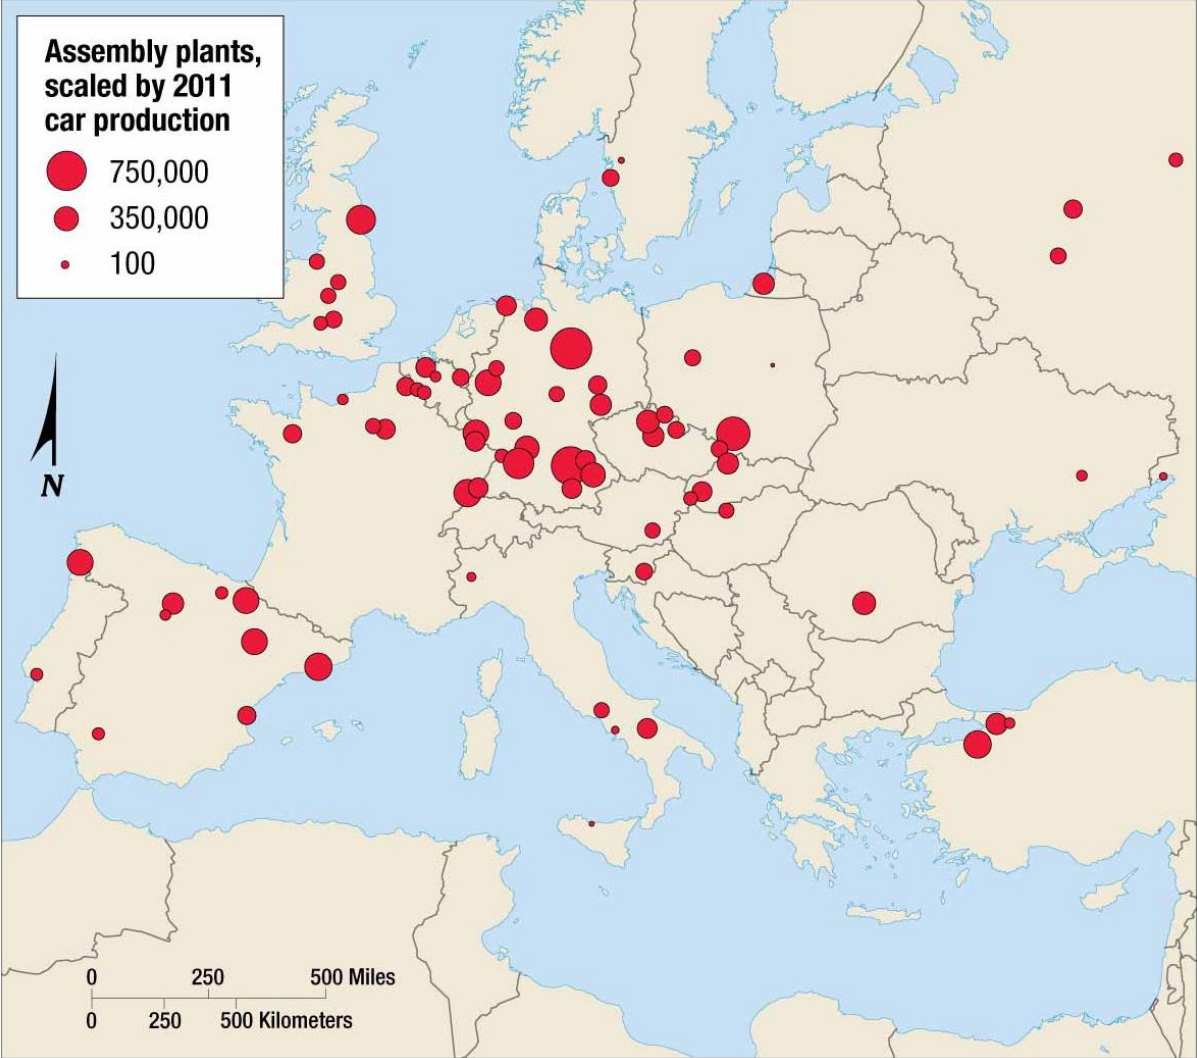 Assembly plants,
scaled by 2011
car production
750,000
350,000
100
N
0 250 500 Miles
0 250 500 Kilometers